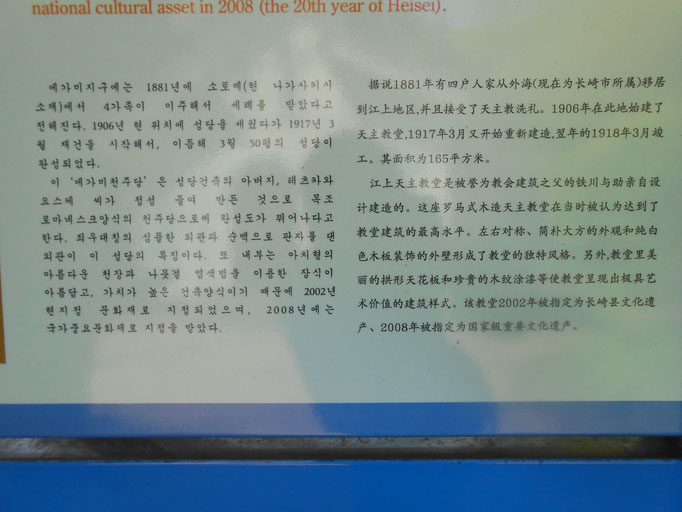 national cultural asset in 2008 (the 20th year of Heisei).
에가미지구에는 1881년에 소토메(현 나가사키시
소재)에서 4가족이 이주해서 세례를 받았다고
전해진다. 1906년 현 위치에 성당을 세웠다가 1917년 3
월 재건을 시작해서, 이듬해 3월 50평의 성당이
완성되었다.
이 '에가미천주당' 은 성당건축의 아버지, 테츠카와
요스케 씨가 정성 들여 만든 것으로 목조
로마네스크양식의 천주당으로써 완성도가 뛰어나다고
한다. 좌우대칭의 심플한 외관과 순백으로 판자를 댄
외관이 이 성당의 특징이다. 또 내부는 아치형의
아름다운 천장과 나뭇결 염색법을 이용한 장식이
아름답고, 가치가 높은 건축양식이기 때문에 2002년
현지정 문화재로 지정되었으며, 2008년에는
국가중요문화재로 지정을 받았다.
据说1881年有四户人家从外海(现在为长崎市所属)移居
到江上地区,并且接受了天主教洗礼。1906年在此地始建了
天主教堂,1917年3月又开始重新建造,翌年的1918年3月竣
工。其面积为165平方米。
江上天主教堂是被誉为教会建筑之父的铁川与助亲自设
计建造的。这座罗马式木造天主教堂在当时被认为达到了
教堂建筑的最高水平。左右对称、简朴大方的外观和纯白
色木板装饰的外壁形成了教堂的独特风格。另外,教堂里美
丽的拱形天花板和珍贵的木纹涂漆等使教堂呈现出极具艺
术价值的建筑样式。该教堂2002年被指定为长崎县文化遗
产、2008年被指定为国家级重要文化遗产。